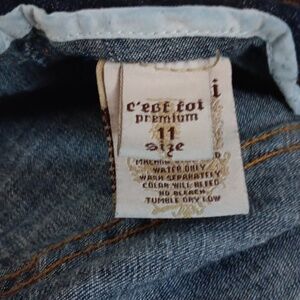 i
c'est toi
premium
11
size
MACHINE
WATER ONLY
WASH SEPARATELY
COLOR WILL BLEED
NO BLEACH
TUMBLE DRY LOW